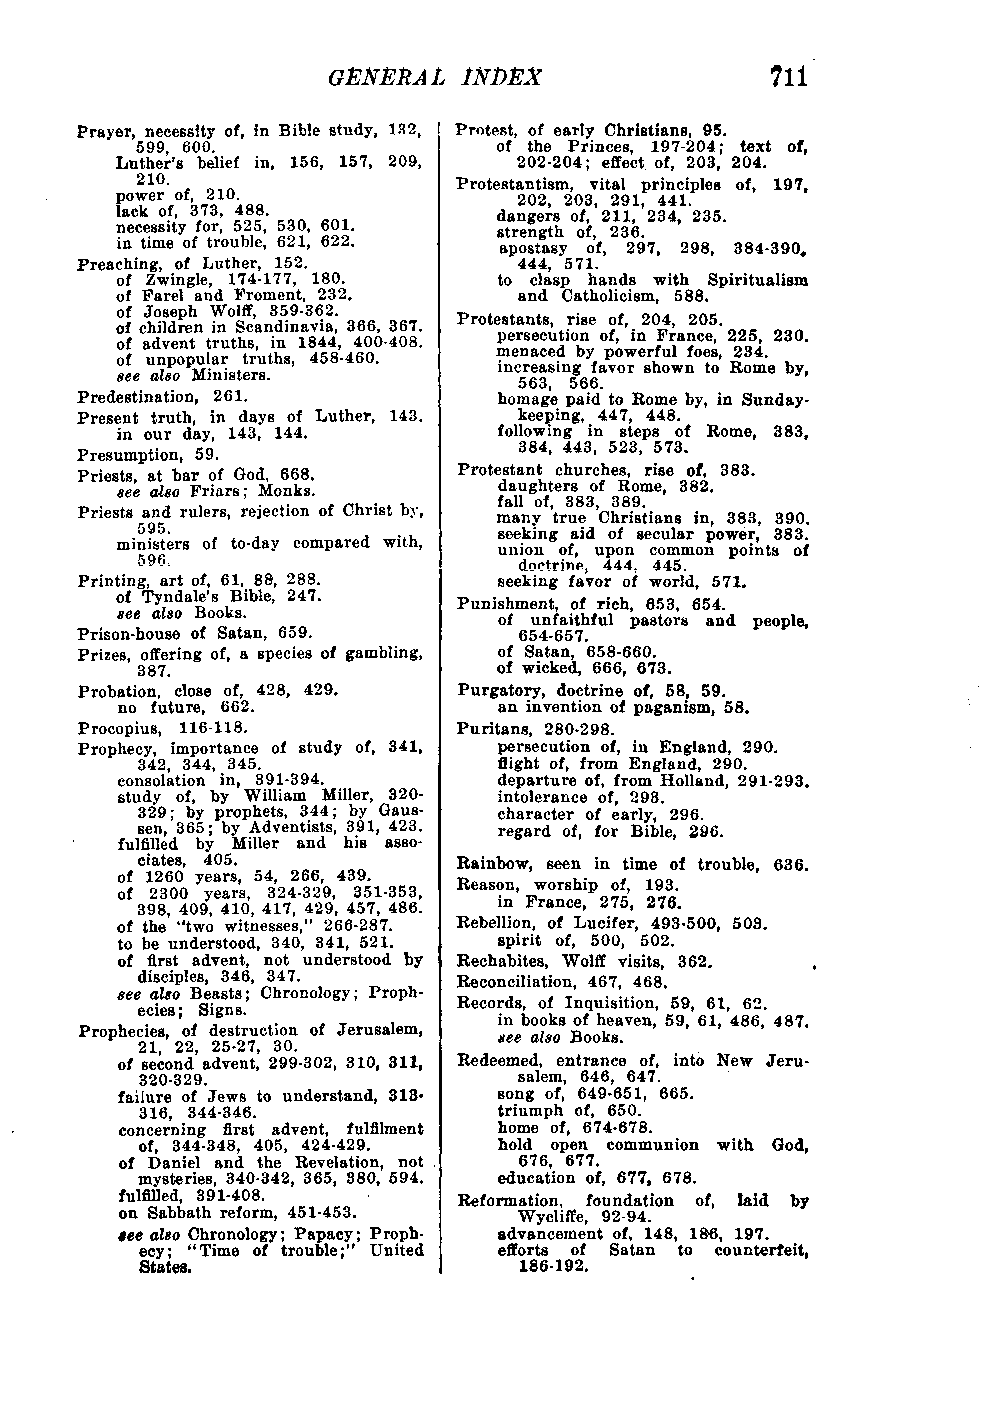 GENERAL INDEX 711
Prayer, necessity of, in Bible study, 132,
599, 600.
Luther's belief in, 156, 157, 209,
210.
power of, 210.
lack of, 373, 488.
necessity for, 525, 530, 601.
in time of trouble, 621, 622.
Preaching, of Luther, 152.
of Zwingle, 174-177, 180.
of Farel and Froment, 232.
of Joseph Wolff, 359-362.
of children in Scandinavia, 366, 367.
of advent truths, in 1844, 400-408.
of unpopular truths, 458-460.
see also Ministers.
Predestination, 261.
Present truth, in days of Luther, 143.
in our day, 143, 144.
Presumption, 59.
Priests, at bar of God, 668.
see also Friars; Monks.
Priests and rulers, rejection of Christ by,
595.
ministers of to-day compared with,
596.
Printing, art of, 61, 88, 288.
of Tyndale's Bible, 247.
see also Books.
Prison-house of Satan, 659.
Prizes, offering of, a species of gambling,
387.
Probation, close of, 428, 429.
no future, 662.
Procopius, 116-118.
Prophecy, importance of study of, 341,
342, 344, 345.
consolation in, 391-394.
study of, by William Miller, 320-
329; by prophets, 344; by Gaus-
sen, 365; by Adventists, 391, 423.
fulfilled by Miller and his asso-
ciates, 405.
of 1260 years, 54, 266, 439.
of 2300 years, 324-329, 351-353,
398, 409, 410, 417, 429, 457, 486.
of the "two witnesses," 266-287.
to be understood, 340, 341, 521.
of first advent, not understood by
disciples, 346, 347.
see also Beasts; Chronology; Proph-
ecies; Signs.
Prophecies, of destruction of Jerusalem,
21, 22, 25-27, 30.
of second advent, 299-302, 310, 311,
320-329.
failure of Jews to understand, 313-
316, 344-346.
concerning first advent, fulfilment
of, 344-348, 405, 424-429.
of Daniel and the Revelation, not
mysteries, 340-342, 365, 380, 594.
fulfilled, 391-408.
on Sabbath reform, 451-453.
see also Chronology; Papacy; Proph-
ecy; "Time of trouble;" United
States.
Protest, of early Christians, 95.
of the Princes, 197-204; text of,
202-204; effect of, 203, 204.
Protestantism, vital principles of, 197,
202, 203, 291, 441.
dangers of, 211, 234, 235.
strength of, 236.
apostasy of, 297, 298, 384-390,
444, 571.
to clasp hands with Spiritualism
and Catholicism, 588.
Protestants, rise of, 204, 205.
persecution of, in France, 225, 230.
menaced by powerful foes, 234.
increasing favor shown to Rome by,
563, 566.
homage paid to Rome by, in Sunday-
keeping, 447, 448.
following in steps of Rome, 383,
384, 443, 523, 573.
Protestant churches, rise of, 383.
daughters of Rome, 382.
fall of, 383, 389.
many true Christians in, 383, 390.
seeking aid of secular power, 383.
union of, upon common points of
doctrine, 444, 445.
seeking favor of world, 571.
Punishment, of rich, 653, 654.
of unfaithful pastors and people,
654-657.
of Satan, 658-660.
of wicked, 666, 673.
Purgatory, doctrine of, 58, 59.
an invention of paganism, 58.
Puritans, 280-298.
persecution of, in England, 290.
flight of, from England, 290.
departure of, from Holland, 291-293.
intolerance of, 293.
character of early, 296.
regard of, for Bible, 296.
Rainbow, seen in time of trouble, 636.
Reason, worship of, 193.
in France, 275, 276.
Rebellion, of Lucifer, 493-500, 503.
spirit of, 500, 502.
Rechabites, Wolff visits, 362.
Reconciliation, 467, 468.
Records, of Inquisition, 59, 61, 62.
in books of heaven, 59, 61, 486, 487.
see also Books.
Redeemed, entrance of, into New Jeru-
salem, 646, 647.
song of, 649-651, 665.
triumph of, 650.
home of, 674-678.
hold open communion with God,
676, 677.
education of, 677, 678.
Reformation, foundation of, laid by
Wycliffe, 92-94.
advancement of, 148, 186, 197.
efforts of Satan to counterfeit,
186-192.